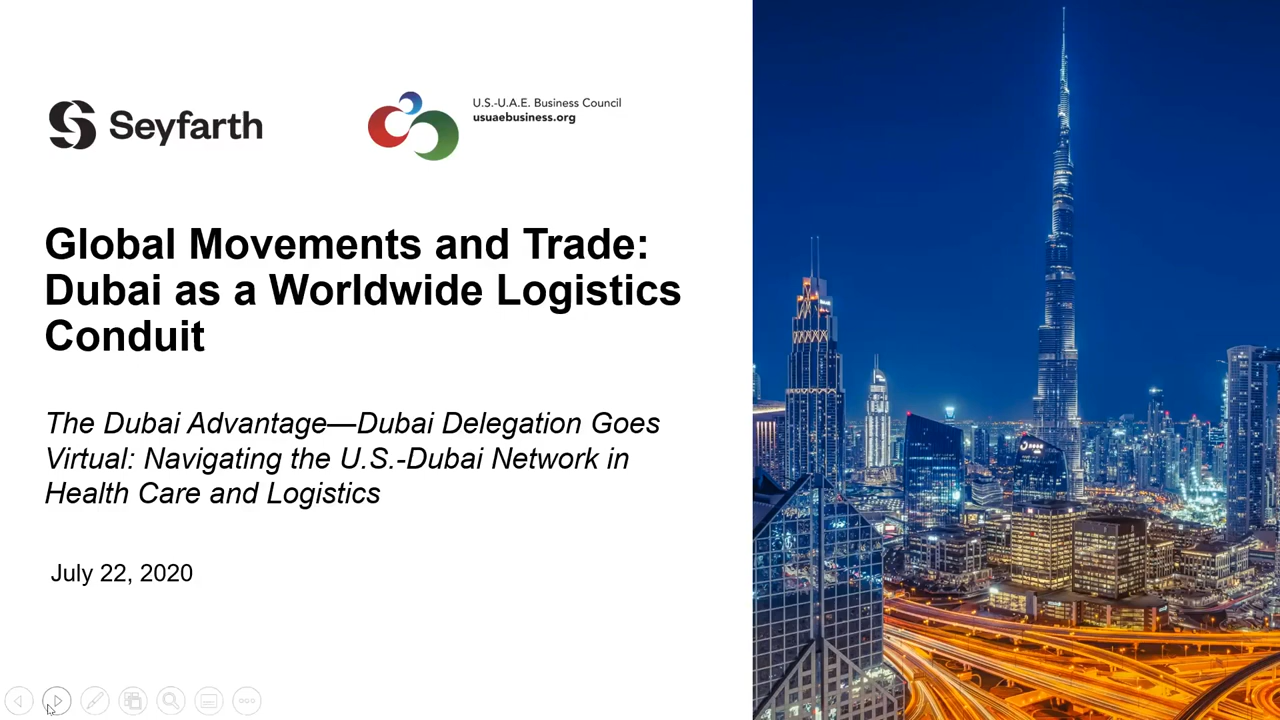 Seyfarth
U.S.-U.A.E. Business Council
usuaebusiness.org
Global Movements and Trade:
Dubai as a Worldwide Logistics
Conduit
The Dubai Advantage—Dubai Delegation Goes
Virtual: Navigating the U.S.-Dubai Network in
Health Care and Logistics
July 22, 2020